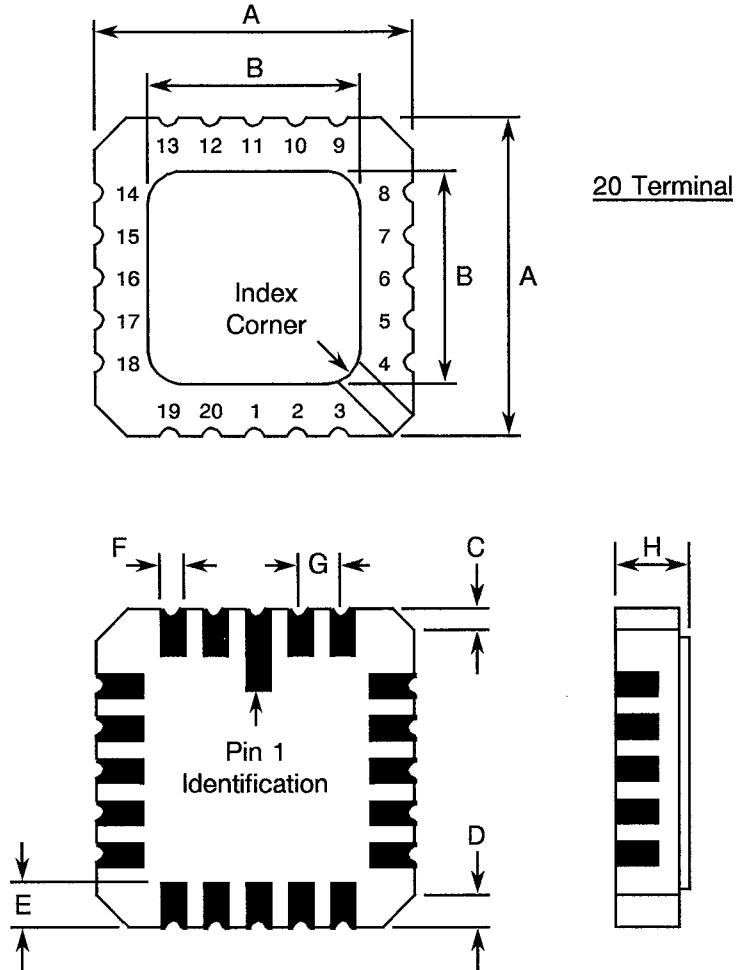 A
B
13 12 11 10 9
20 Terminal
14 8
15 7
16 6
17 5
18 4
B A
Index
Corner
19 20 1 2 3
F G C H
Pin 1
Identification
D
E